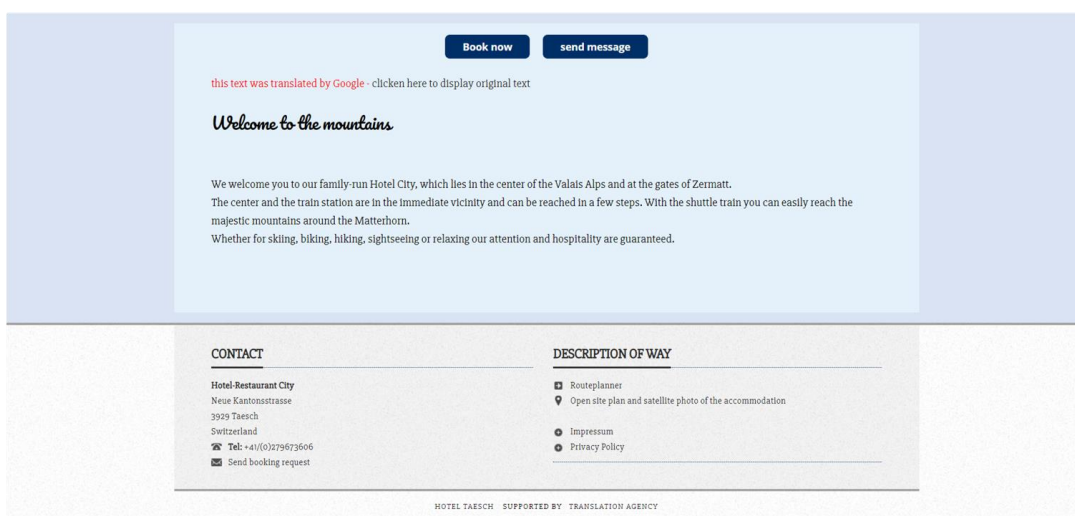 Book now send message
this text was translated by Google - clicken here to display original text
Welcome to the mountains
We welcome you to our family-run Hotel City, which lies in the center of the Valais Alps and at the gates of Zermatt.
The center and the train station are in the immediate vicinity and can be reached in a few steps. With the shuttle train you can easily reach the
majestic mountains around the Matterhorn.
Whether for skiing, biking, hiking, sightseeing or relaxing our attention and hospitality are guaranteed.
CONTACT
Hotel-Restaurant City
Neue Kantonsstrasse
3929 Taesch
Switzerland
Tel: +41/(0)279673606
Send booking request
DESCRIPTION OF WAY
Routeplanner
Open site plan and satellite photo of the accommodation
Impressum
Privacy Policy
HOTEL TAESCH SUPPORTED BY TRANSLATION AGENCY